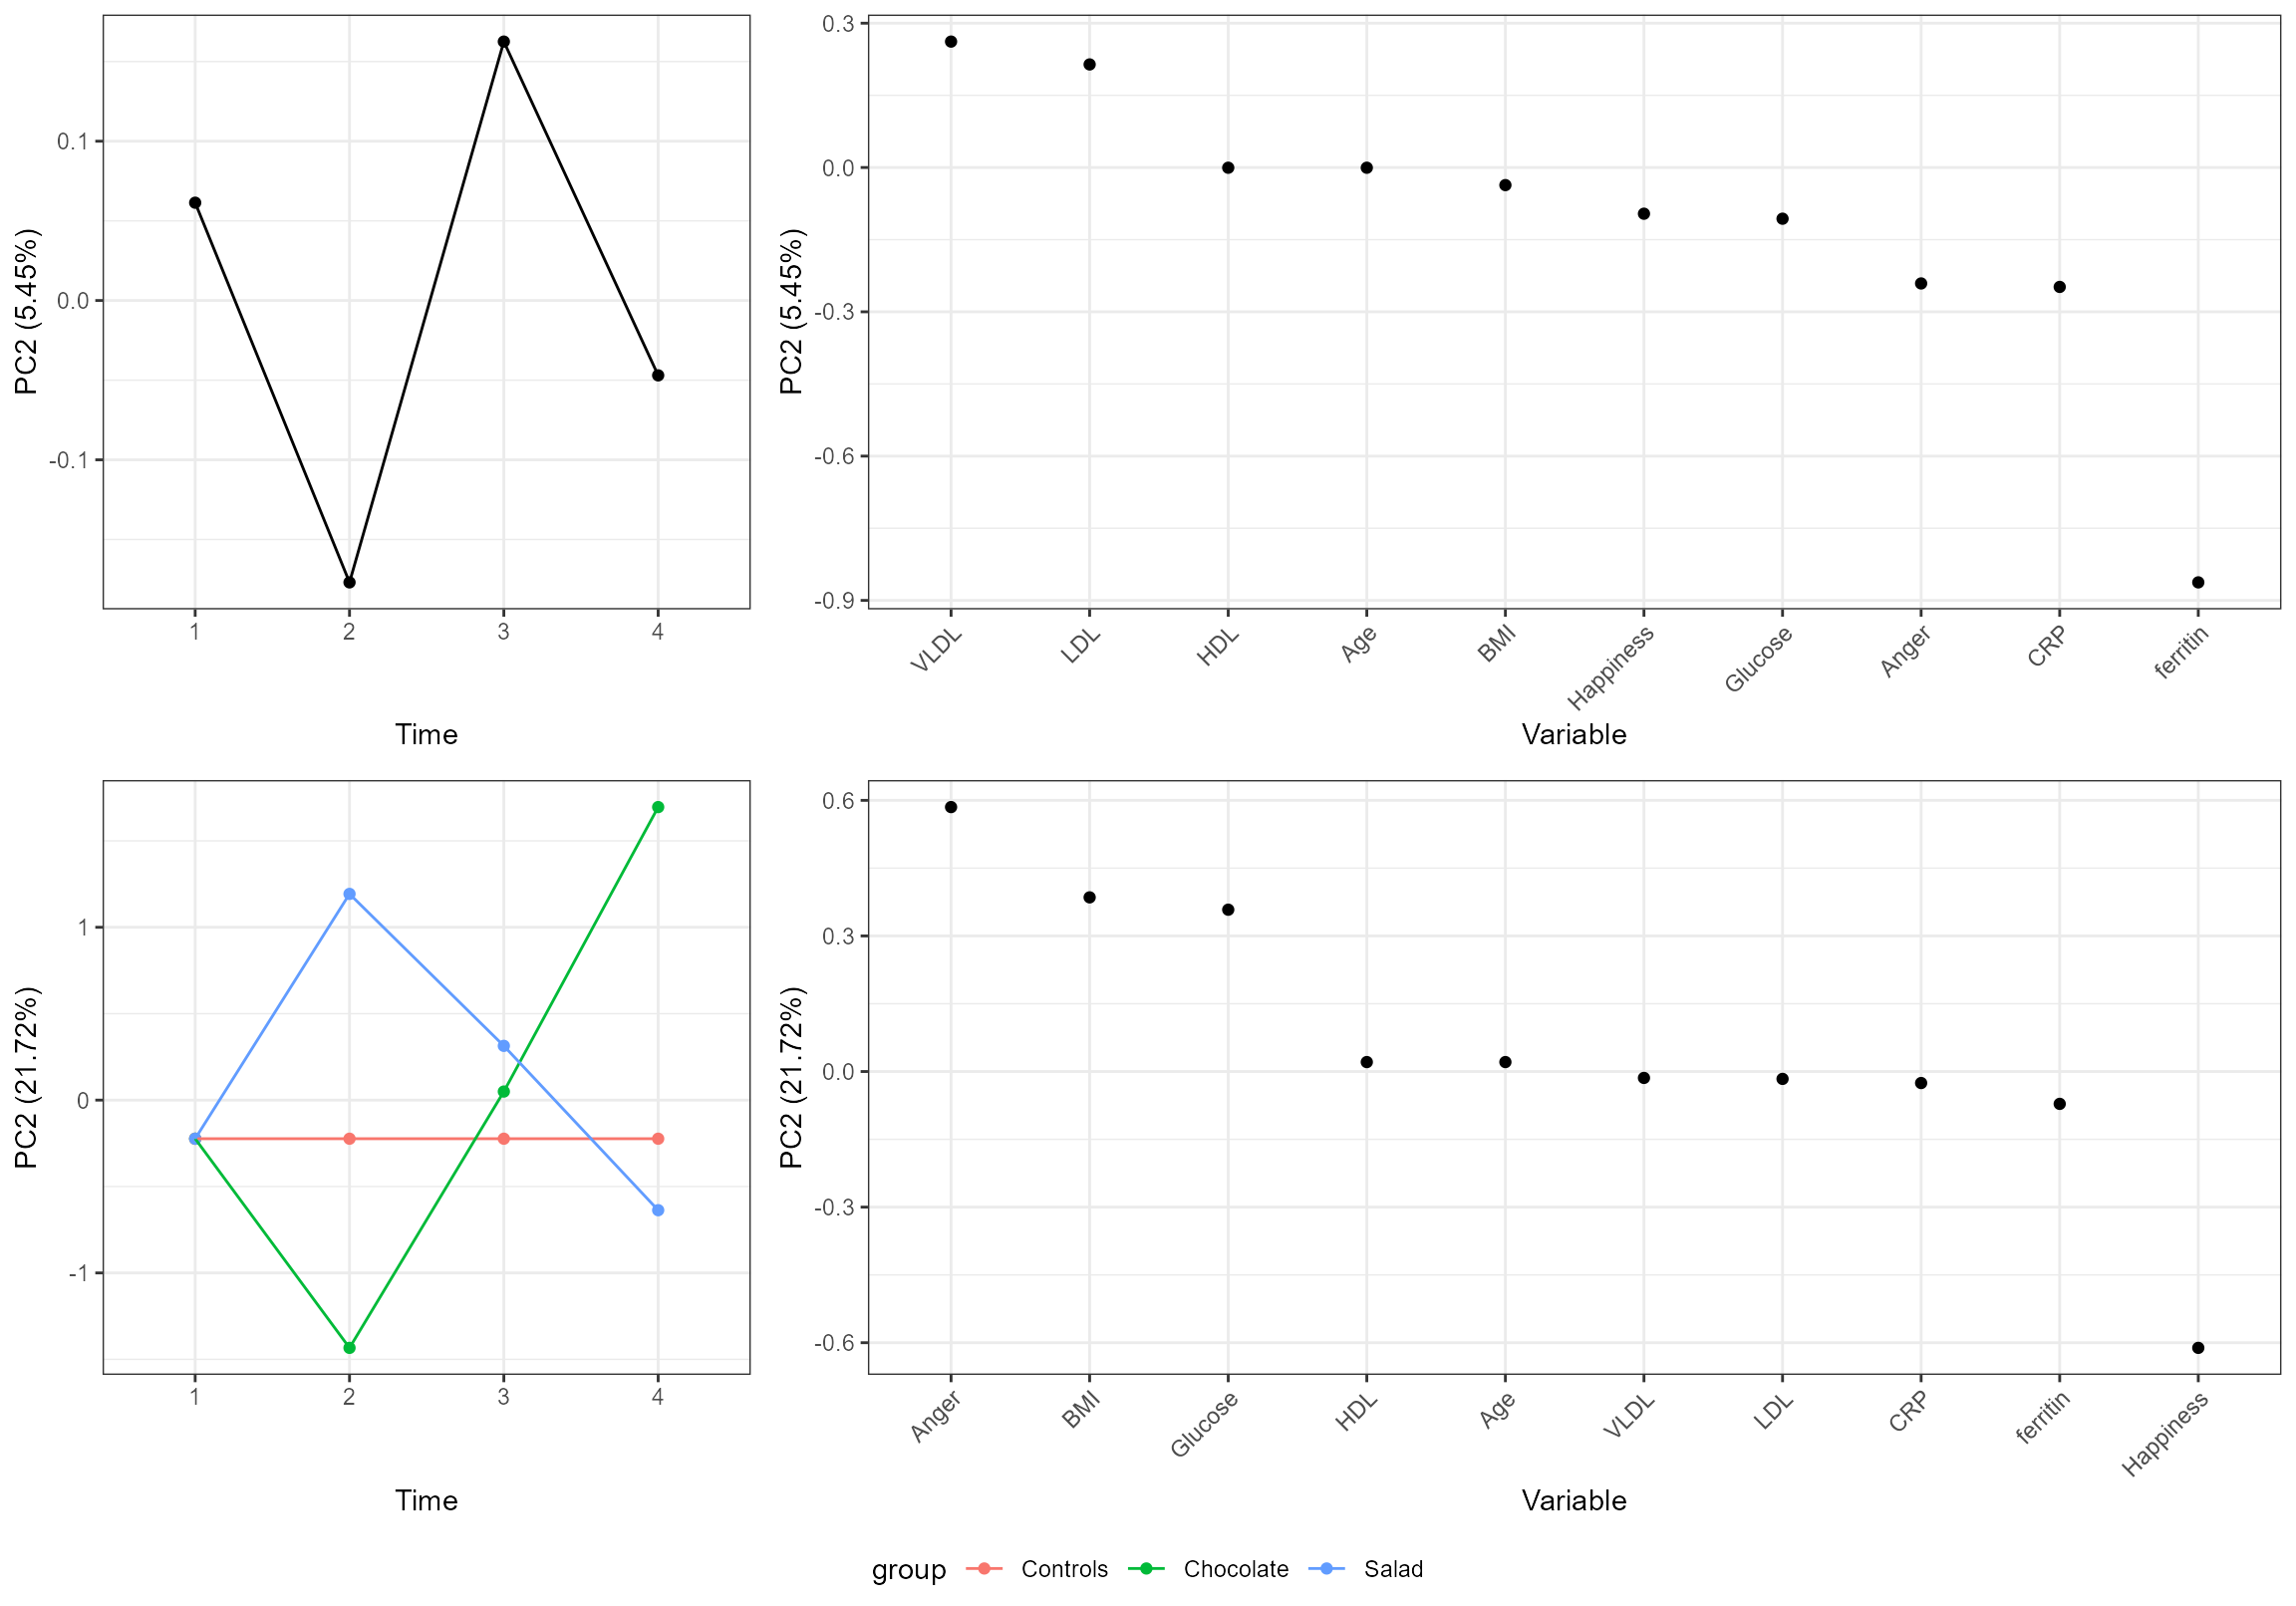 PC2 (5.45%)
0.1
0.0
-0.1
1 2 3 4
Time
PC2 (5.45%)
0.3
0.0
-0.3
-0.6
-0.9
VLDL LDL HDL Age BMI Happiness Glucose Anger CRP ferritin
Variable
PC2 (21.72%)
1
0
-1
1 2 3 4
Time
PC2 (21.72%)
0.6
0.3
0.0
-0.3
-0.6
Anger BMI Glucose HDL Age VLDL LDL CRP ferritin Happiness
Variable
group Controls Chocolate Salad